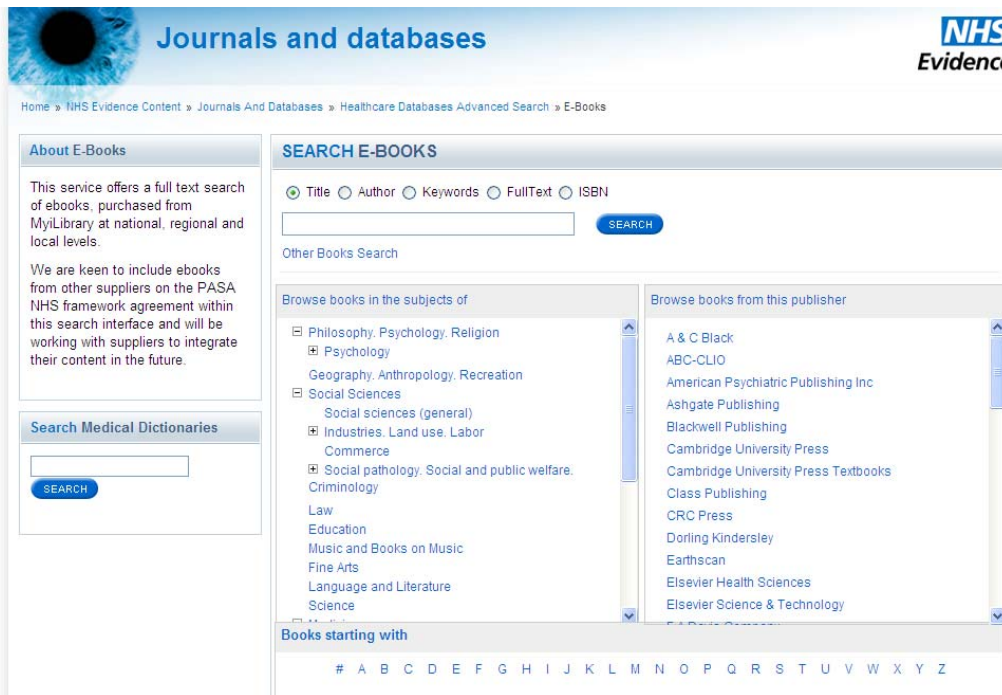 Journals and databases
NHS
Evidence
Home » NHS Evidence Content » Journals And Databases » Healthcare Databases Advanced Search » E-Books
About E-Books
This service offers a full text search
of ebooks, purchased from
MyiLibrary at national, regional and
local levels.
We are keen to include ebooks
from other suppliers on the PASA
NHS framework agreement within
this search interface and will be
working with suppliers to integrate
their content in the future.
Search Medical Dictionaries
SEARCH
SEARCH E-BOOKS
Title Author Keywords FullText ISBN
SEARCH
Other Books Search
Browse books in the subjects of
Philosophy. Psychology. Religion
Psychology
Geography. Anthropology. Recreation
Social Sciences
Social sciences (general)
Industries. Land use. Labor
Commerce
Social pathology. Social and public welfare.
Criminology
Law
Education
Music and Books on Music
Fine Arts
Language and Literature
Science
Browse books from this publisher
A & C Black
ABC-CLIO
American Psychiatric Publishing Inc
Ashgate Publishing
Blackwell Publishing
Cambridge University Press
Cambridge University Press Textbooks
Class Publishing
CRC Press
Dorling Kindersley
Earthscan
Elsevier Health Sciences
Elsevier Science & Technology
Books starting with
# A B C D E F G H I J K L M N O P Q R S T U V W X Y Z